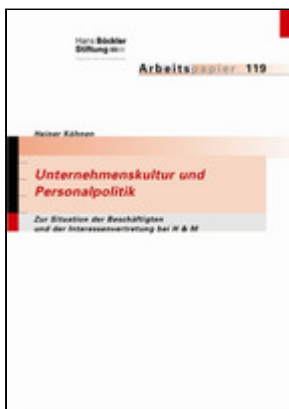 Hans Böckler
Stiftung
Arbeitspapier 119
Heiner Köhnen
Unternehmenskultur und
Personalpolitik
Zur Situation der Beschäftigten
und der Interessenvertretung bei H & M